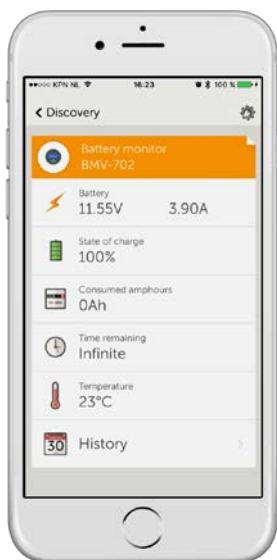 KPN NL 16:23 100 %
Discovery
Battery monitor
BMV-702
Battery
11.55V 3.90A
State of charge
100%
Consumed amphours
0Ah
Time remaining
Infinite
Temperature
23°C
30 History